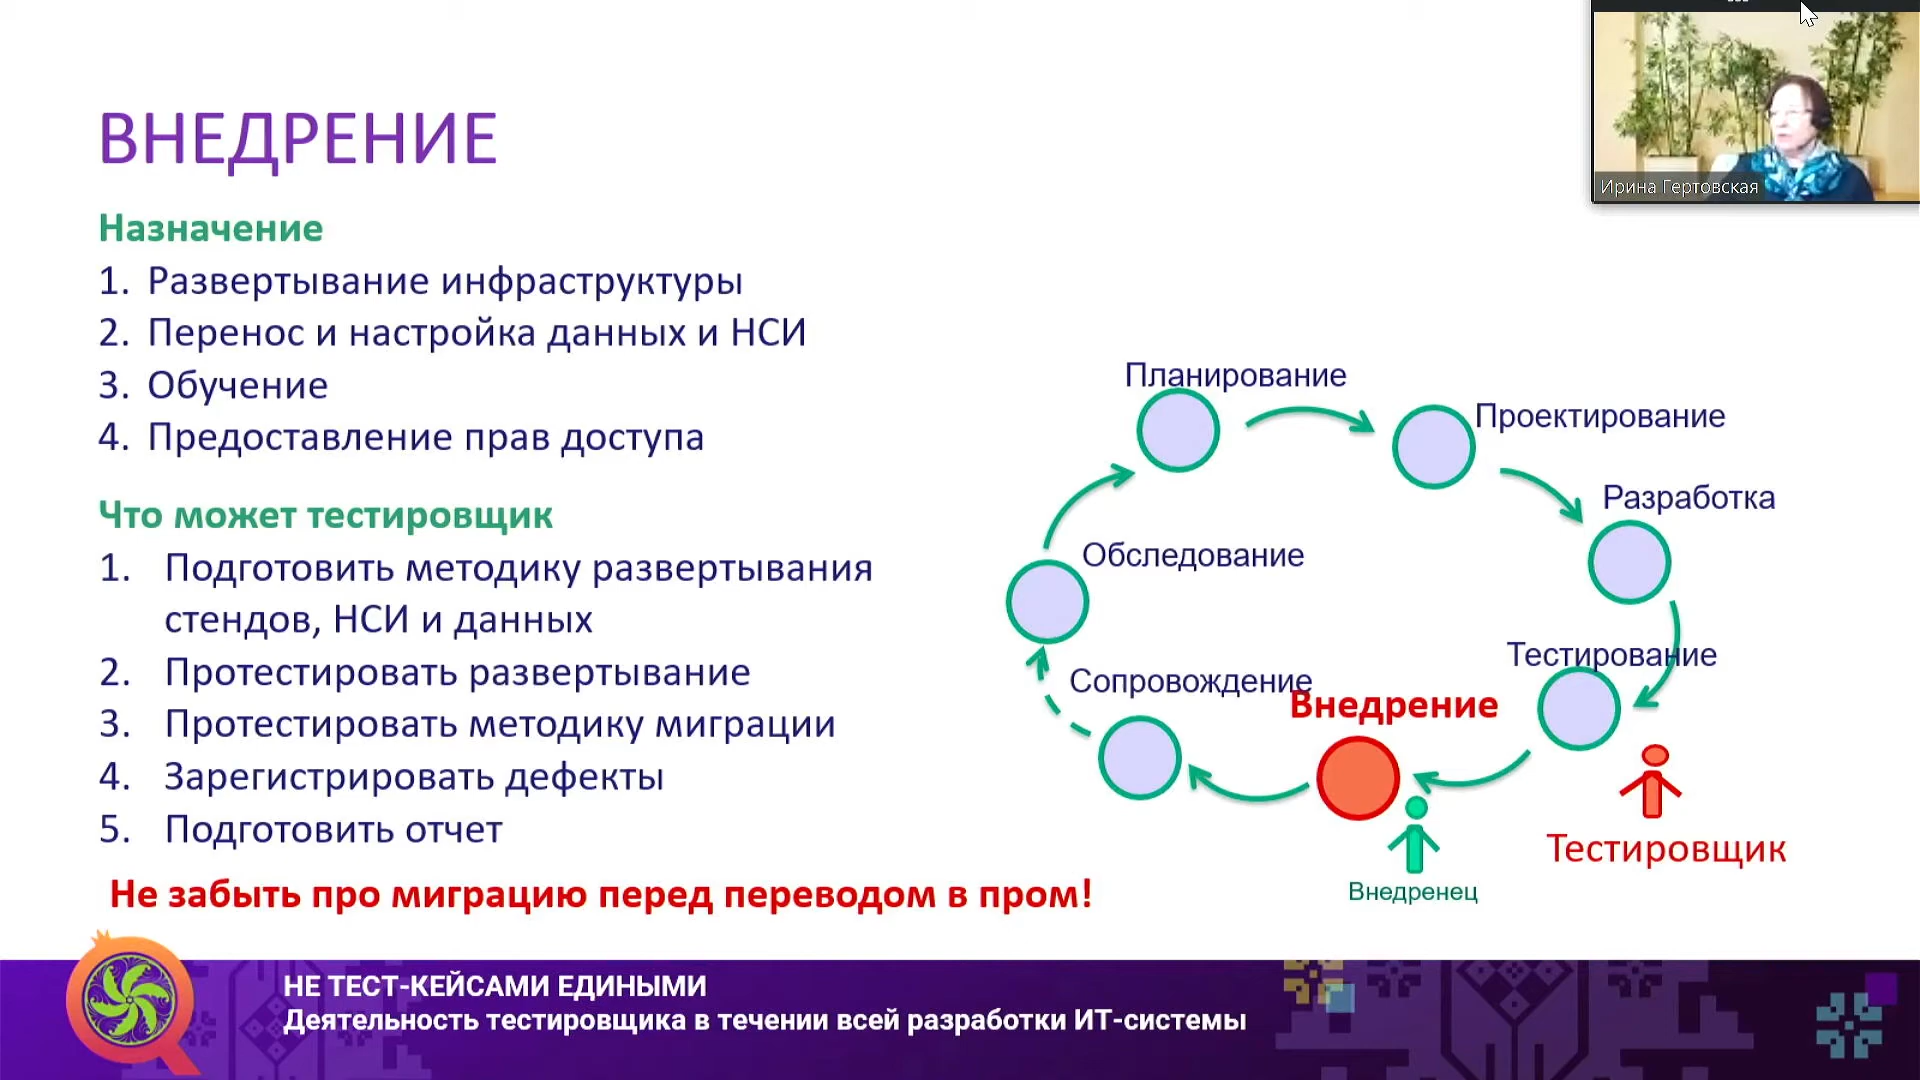 ВНЕДРЕНИЕ
Ирина Гертовская
Назначение
1. Развертывание инфраструктуры
2. Перенос и настройка данных и НСИ
3. Обучение
4. Предоставление прав доступа
Что может тестировщик
1. Подготовить методику развертывания
стендов, НСИ и данных
2. Протестировать развертывание
3. Протестировать методику миграции
4. Зарегистрировать дефекты
5. Подготовить отчет
Не забыть про миграцию перед переводом в пром!
Планирование
Проектирование
Разработка
Обследование
Тестирование
Сопровождение
Внедрение
Тестировщик
Внедренец
НЕ ТЕСТ-КЕЙСАМИ ЕДИНЫМИ
Деятельность тестировщика в течении всей разработки ИТ-системы